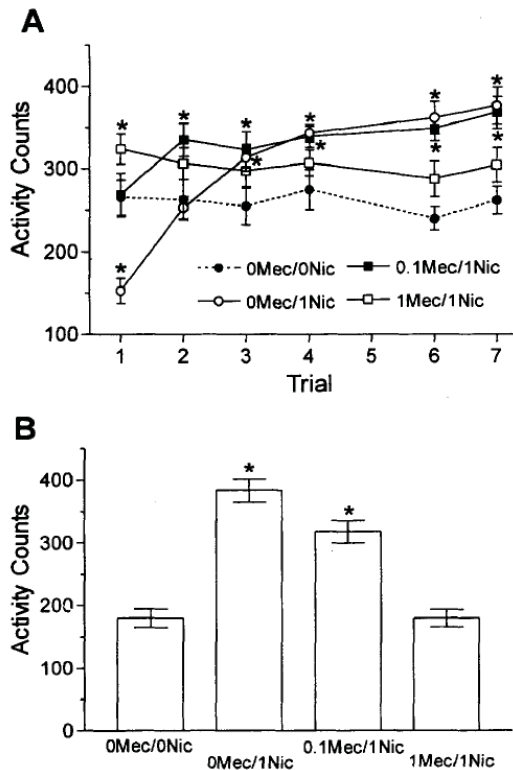 A
Activity Counts
400
300
200
100
* * * * * *
* * * *
*
0Mec/0Nic 0.1Mec/1Nic
0Mec/1Nic 1Mec/1Nic
1 2 3 4 5 6 7
Trial
B
Activity Counts
400
300
200
100
0
* *
0Mec/0Nic 0Mec/1Nic 0.1Mec/1Nic 1Mec/1Nic